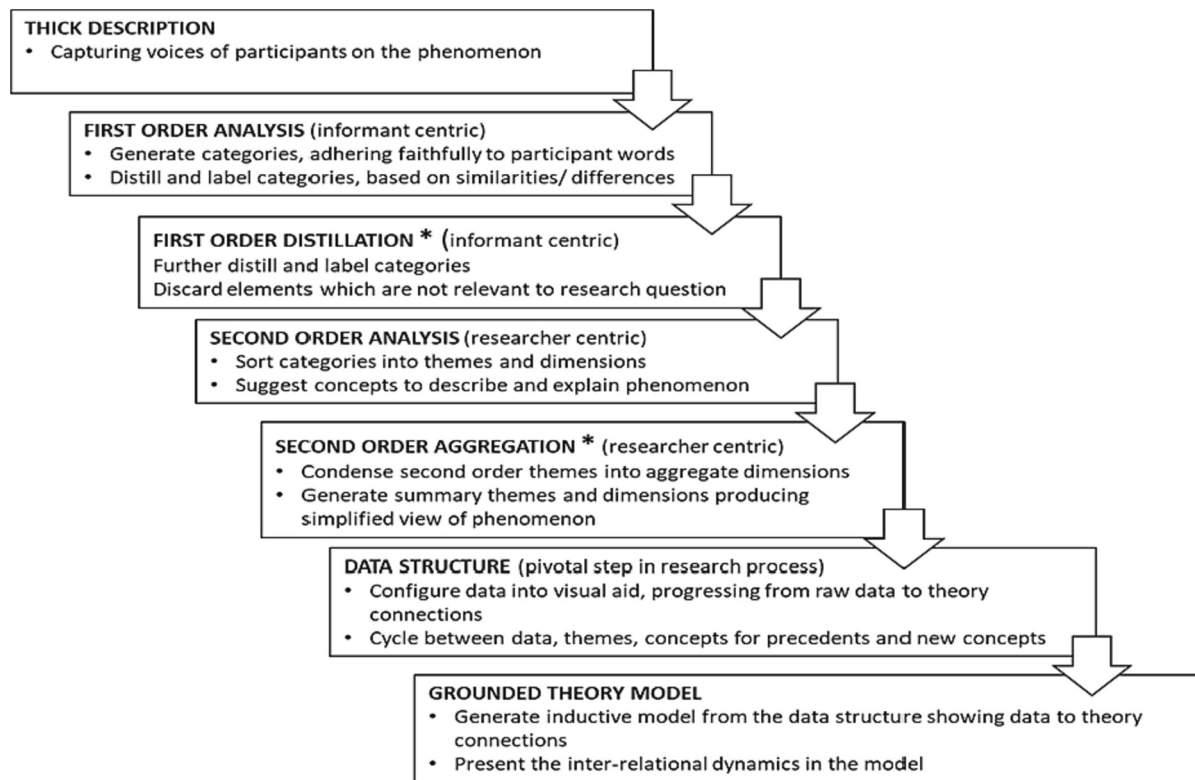 THICK DESCRIPTION
• Capturing voices of participants on the phenomenon
FIRST ORDER ANALYSIS (informant centric)
• Generate categories, adhering faithfully to participant words
• Distill and label categories, based on similarities/ differences
FIRST ORDER DISTILLATION * (informant centric)
Further distill and label categories
Discard elements which are not relevant to research question
SECOND ORDER ANALYSIS (researcher centric)
• Sort categories into themes and dimensions
• Suggest concepts to describe and explain phenomenon
SECOND ORDER AGGREGATION * (researcher centric)
• Condense second order themes into aggregate dimensions
• Generate summary themes and dimensions producing
simplified view of phenomenon
DATA STRUCTURE (pivotal step in research process)
• Configure data into visual aid, progressing from raw data to theory
connections
• Cycle between data, themes, concepts for precedents and new concepts
GROUNDED THEORY MODEL
• Generate inductive model from the data structure showing data to theory
connections
• Present the inter-relational dynamics in the model